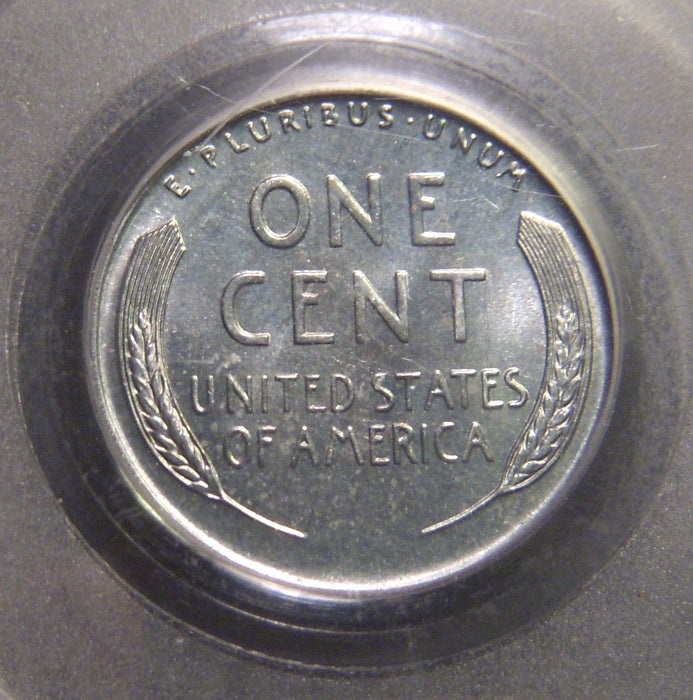 E·PLURIBUS·UNUM
ONE
CENT
UNITED STATES
OF AMERICA